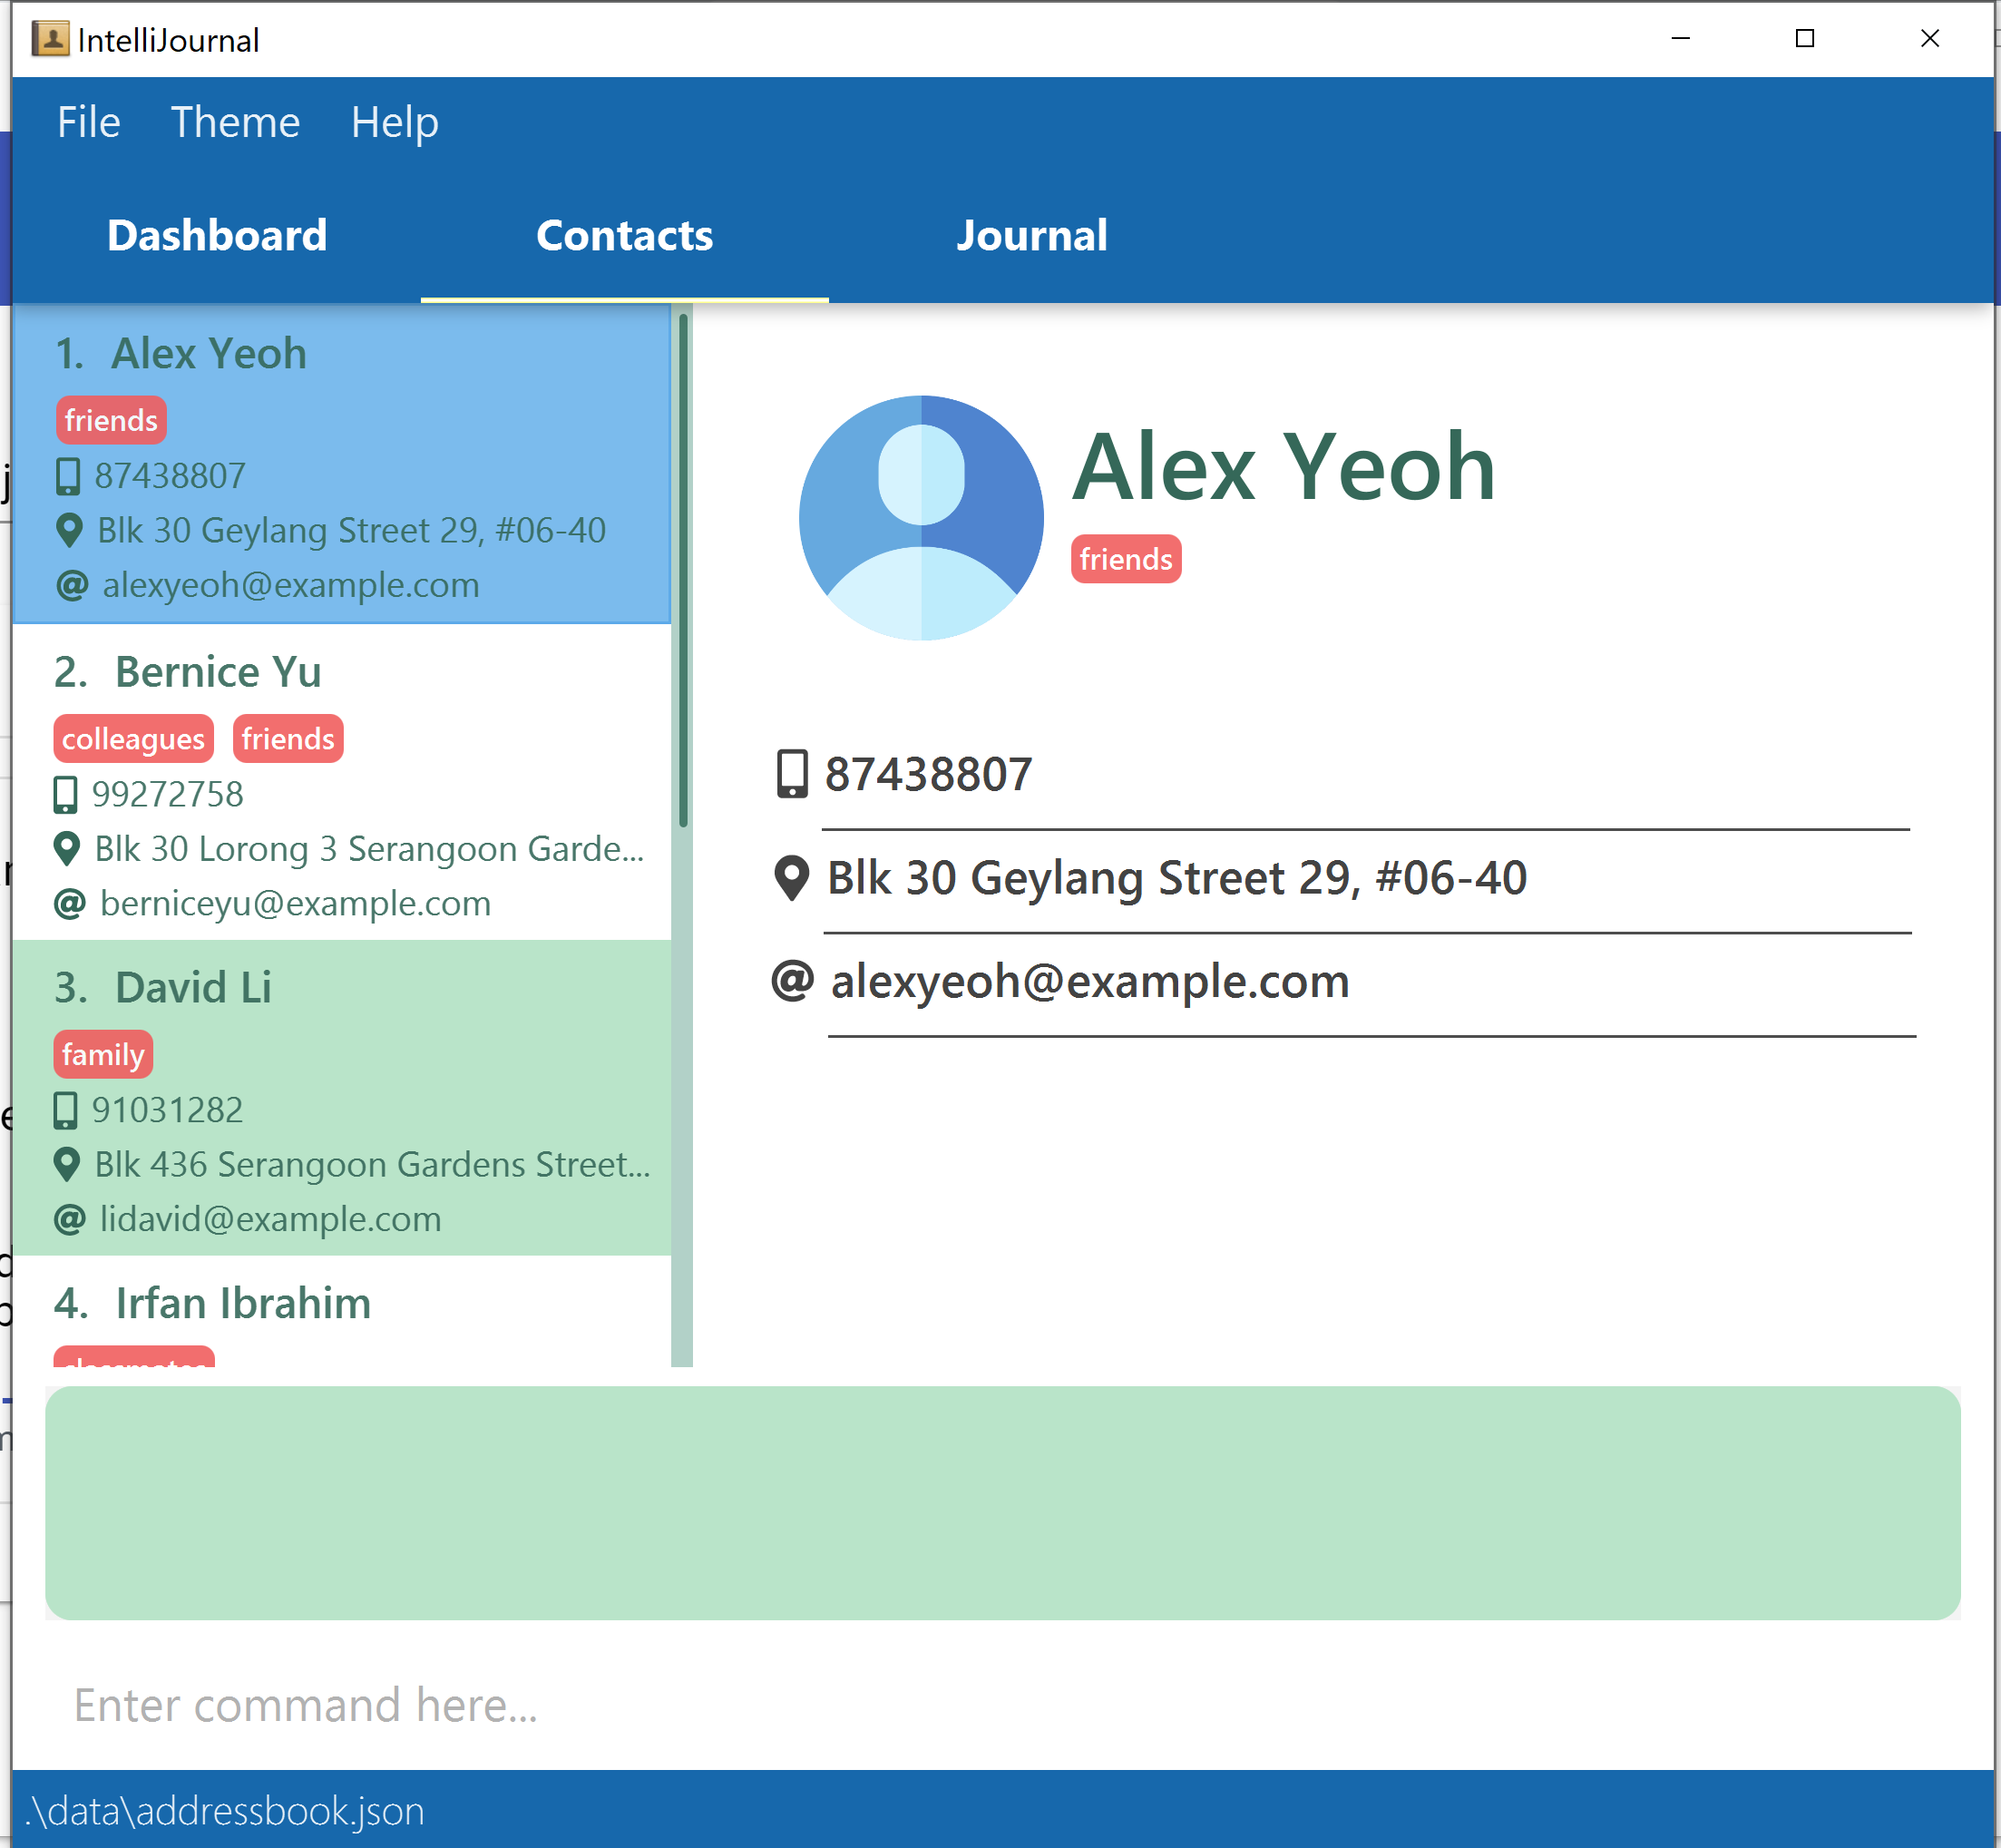 IntelliJournal
File Theme Help
Dashboard Contacts Journal
1. Alex Yeoh
friends
87438807
Blk 30 Geylang Street 29, #06-40
@ alexyeoh@example.com
2. Bernice Yu
colleagues friends
99272758
Blk 30 Lorong 3 Serangoon Garde...
@ berniceyu@example.com
3. David Li
family
91031282
Blk 436 Serangoon Gardens Street...
@ lidavid@example.com
4. Irfan Ibrahim
Alex Yeoh
friends
87438807
Blk 30 Geylang Street 29, #06-40
@ alexyeoh@example.com
Enter command here...
.\data\addressbook.json